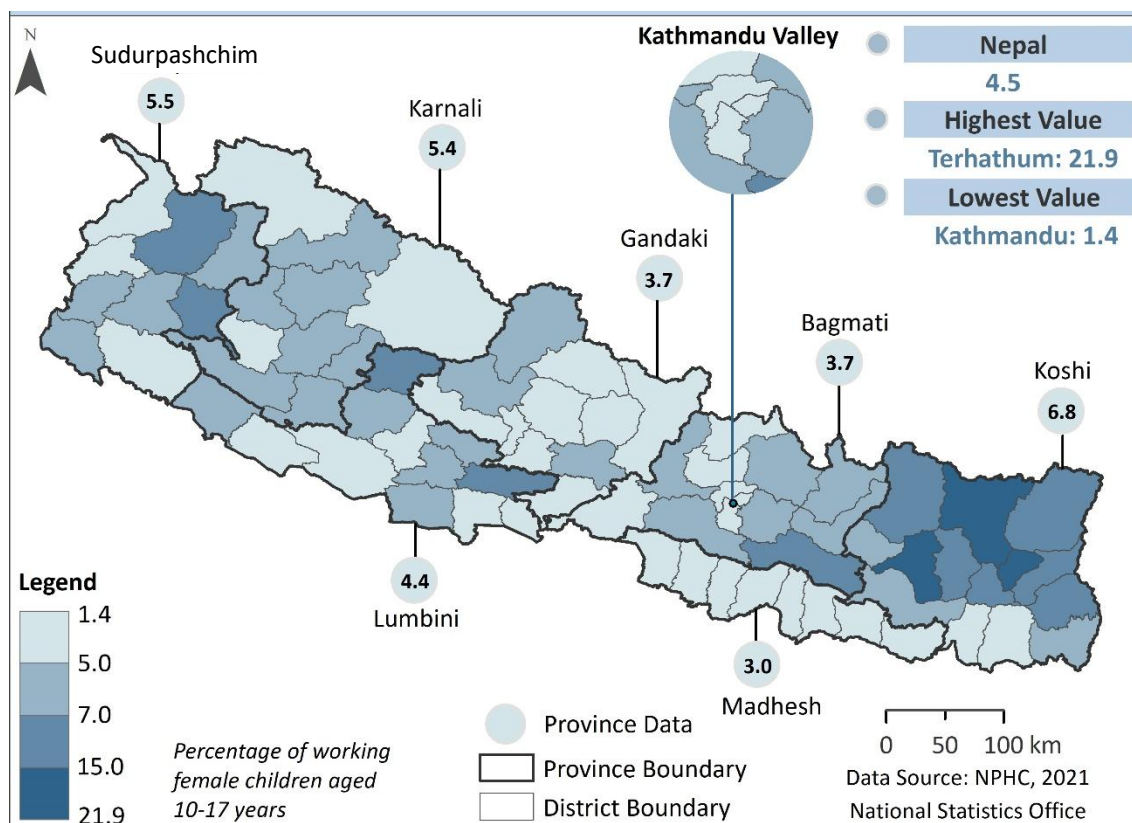 N
Sudurpashchim
5.5
Karnali
5.4
Gandaki
3.7
Kathmandu Valley
Bagmati
3.7
Koshi
6.8
Nepal
4.5
Highest Value
Terhathum: 21.9
Lowest Value
Kathmandu: 1.4
4.4
Lumbini
3.0
Madhesh
Legend
1.4
5.0
7.0
15.0
21.9
Percentage of working
female children aged
10-17 years
Province Data
Province Boundary
District Boundary
0 50 100 km
Data Source: NPHC, 2021
National Statistics Office